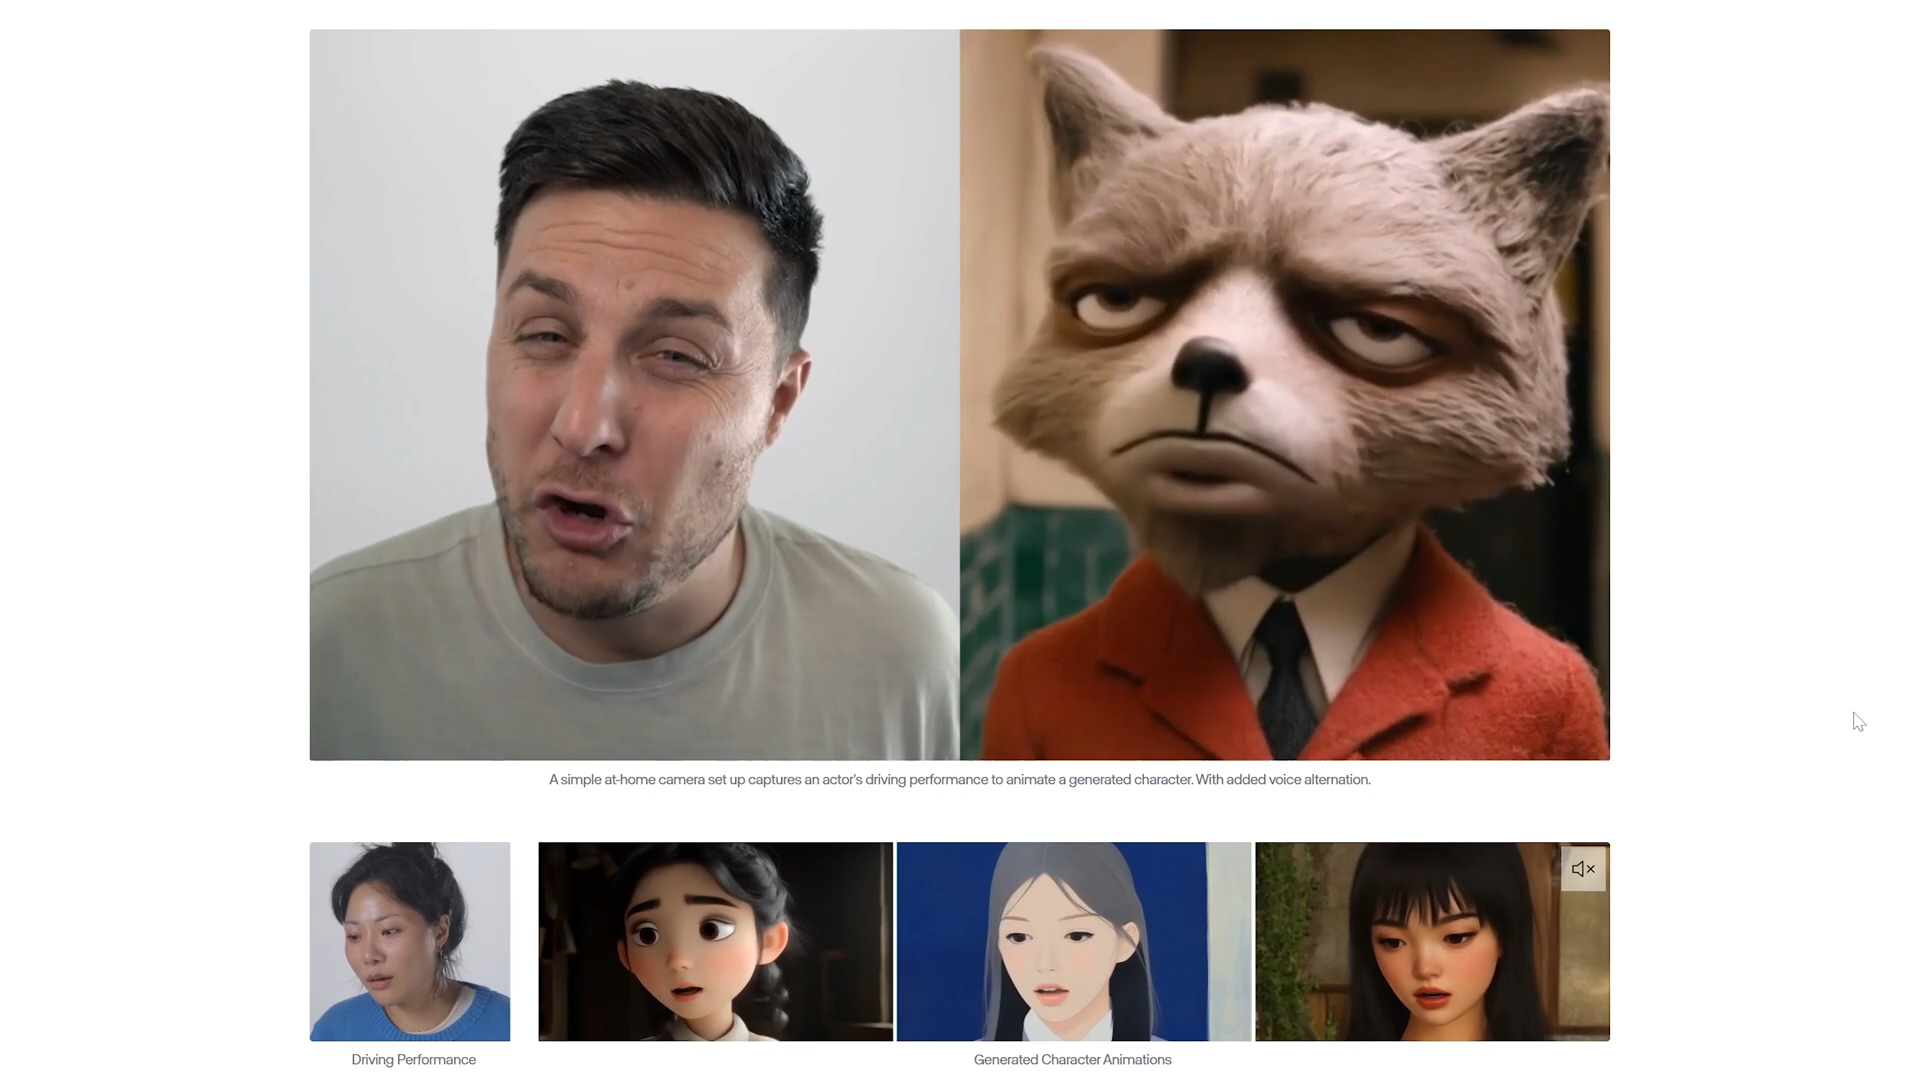 A simple at-home camera set up captures an actor's driving performance to animate a generated character. With added voice alternation.
Driving Performance
Generated Character Animations